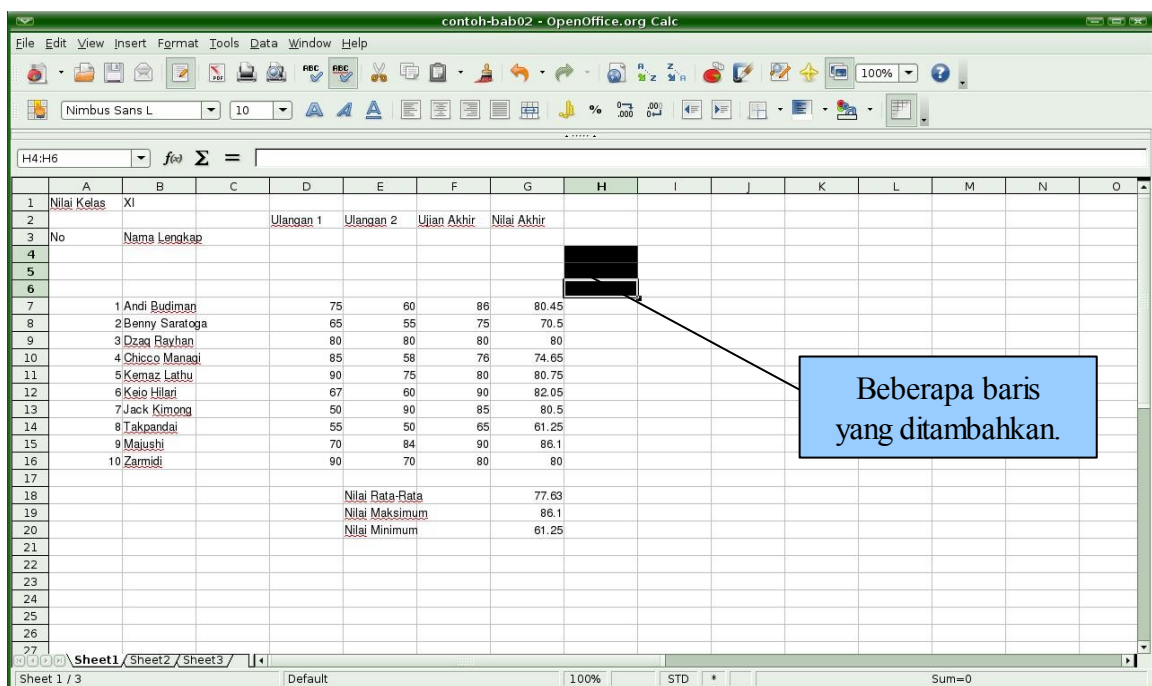 contoh-bab02 - OpenOffice.org Calc
File Edit View Insert Format Tools Data Window Help
100%
Nimbus Sans L 10
H4:H6 f(x) Σ =
A B C D E F G H I J K L M N O
1 Nilai Kelas XI
2 Ulangan 1 Ulangan 2 Ujian Akhir Nilai Akhir
3 No Nama Lengkap
4
5
6
7 1 Andi Budiman 75 60 86 80.45
8 2 Benny Saratoga 65 55 75 70.5
9 3 Dzaq Rayhan 80 80 80 80
10 4 Chicco Managi 85 58 76 74.65
11 5 Kemaz Lathu 90 75 80 80.75
12 6 Keio Hilari 67 60 90 82.05
13 7 Jack Kimong 50 90 85 80.5
14 8 Takpandai 55 50 65 61.25
15 9 Majushi 70 84 90 86.1
16 10 Zarmidi 90 70 80 80
17
18 Nilai Rata-Rata 77.63
19 Nilai Maksimum 86.1
20 Nilai Minimum 61.25
21
22
23
24
25
26
27
Beberapa baris
yang ditambahkan.
Sheet1 Sheet2 Sheet3
Sheet 1 / 3 Default 100% STD * Sum=0